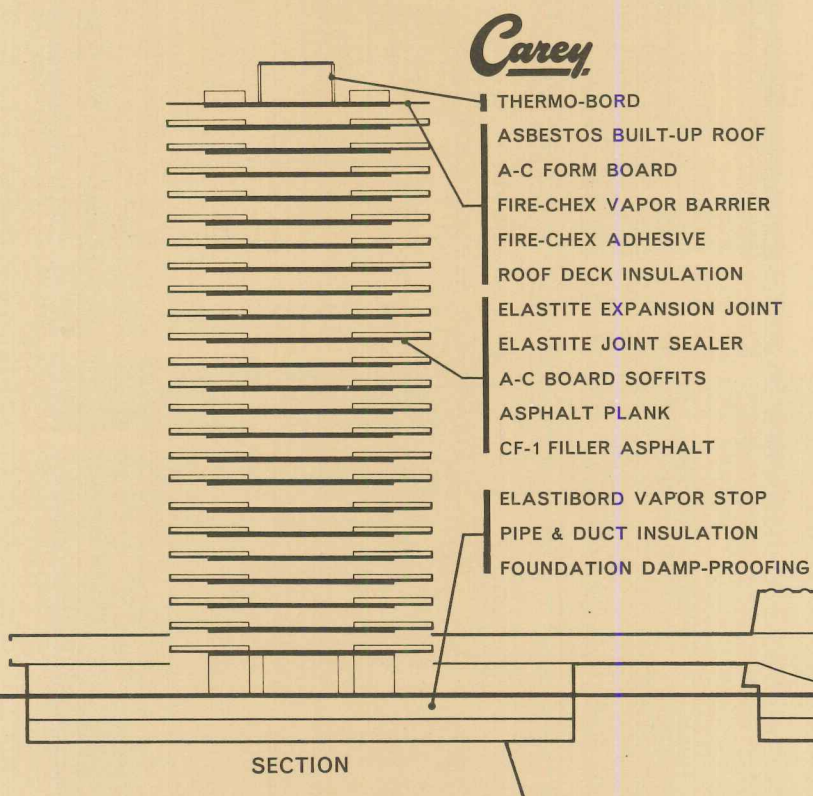 Carey
THERMO-BORD
ASBESTOS BUILT-UP ROOF
A-C FORM BOARD
FIRE-CHEX VAPOR BARRIER
FIRE-CHEX ADHESIVE
ROOF DECK INSULATION
ELASTITE EXPANSION JOINT
ELASTITE JOINT SEALER
A-C BOARD SOFFITS
ASPHALT PLANK
CF-1 FILLER ASPHALT
ELASTIBORD VAPOR STOP
PIPE & DUCT INSULATION
FOUNDATION DAMP-PROOFING
SECTION